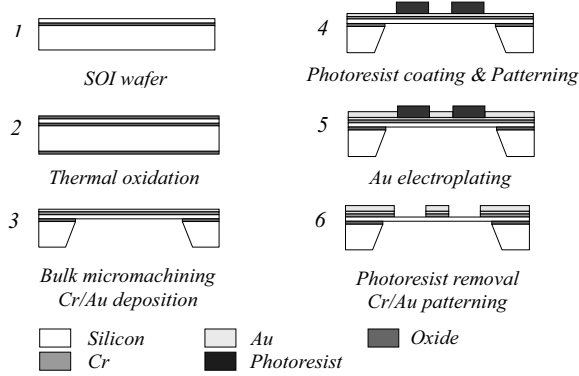 1
SOI wafer
2
Thermal oxidation
3
Bulk micromachining
Cr/Au deposition
4
Photoresist coating & Patterning
5
Au electroplating
6
Photoresist removal
Cr/Au patterning
Silicon
Au
Oxide
Cr
Photoresist